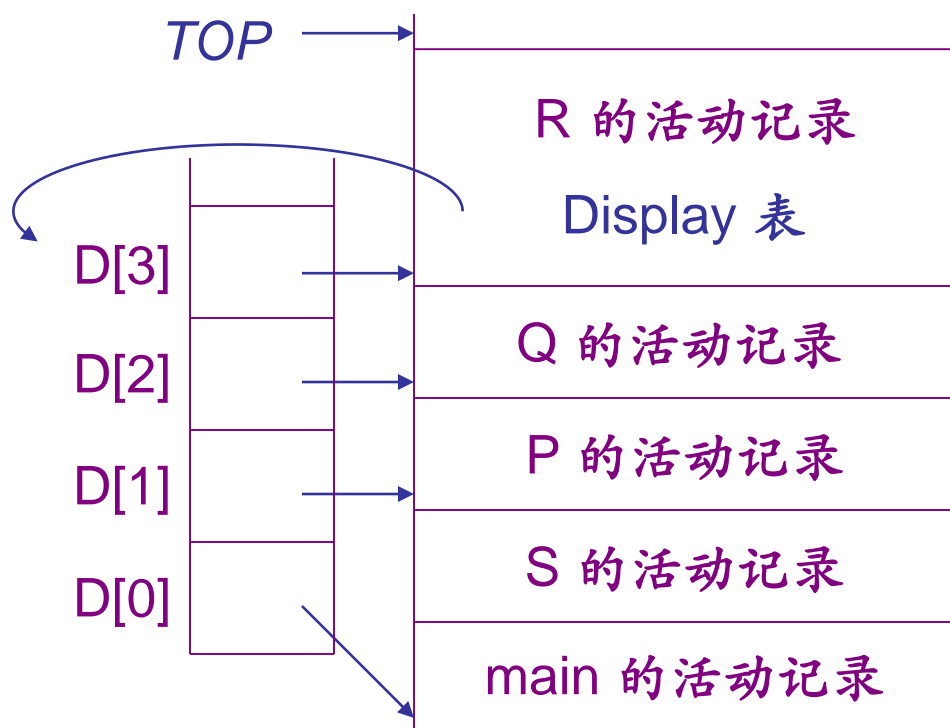 TOP
R 的活动记录
Display 表
D[3]
Q 的活动记录
D[2]
P 的活动记录
D[1]
S 的活动记录
D[0]
main 的活动记录